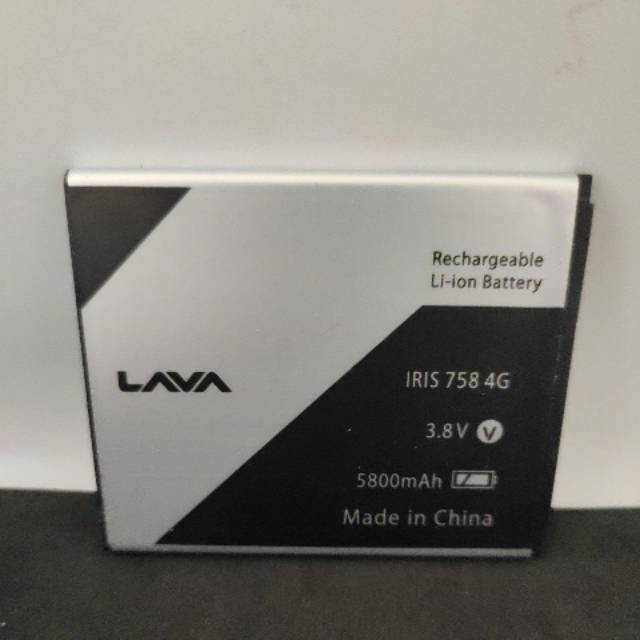 Rechargeable
Li-ion Battery
LAVA
IRIS 758 4G
3.8V V
5800mAh
Made in China